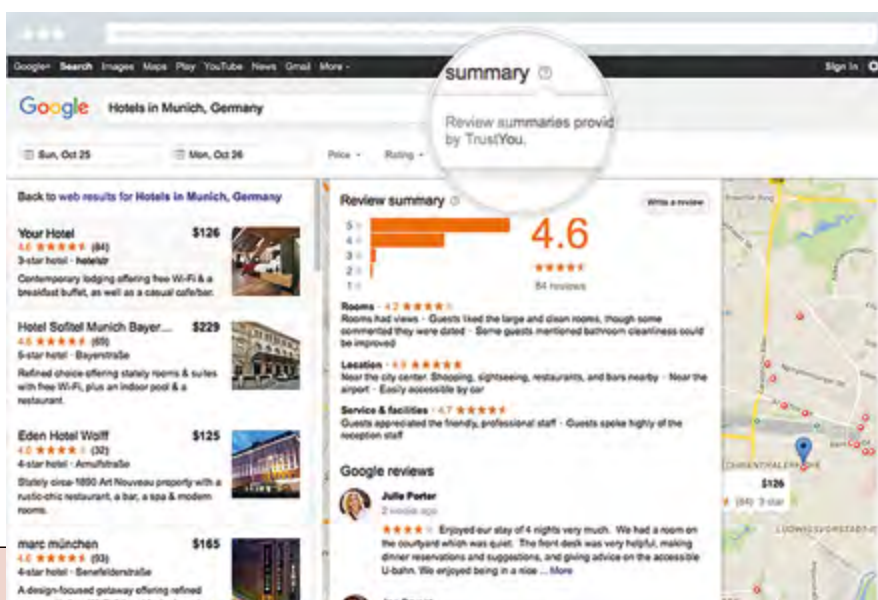 Google+ Search Images Maps Play YouTube News Gmail More
Sign in
summary
Review summaries provid
by TrustYou.
Google Hotels in Munich, Germany
Sun, Oct 25 Mon, Oct 26 Price Rating
Back to web results for Hotels in Munich, Germany
Your Hotel $126
4.6 ★★★★★ (84)
3-star hotel ·
Contemporary lodging offering free Wi-Fi & a
breakfast buffet, as well as a casual cafe/bar.
Hotel Sofitel Munich Bayer... $229
4.6 ★★★★★ (69)
5-star hotel · Bayerstraße
Refined choice offering stately rooms & suites
with free Wi-Fi, plus an indoor pool & a
restaurant.
Eden Hotel Wolff $125
4.0 ★★★★★ (32)
4-star hotel · Arnulfstraße
Stately circa-1890 Art Nouveau property with a
rustic-chic restaurant, a bar, a spa & modern
rooms.
marc münchen $165
4.6 ★★★★★ (93)
4-star hotel · Senefelderstraße
A design-focused getaway offering refined
Review summary
Write a review
5
4
3
2
1
4.6
★★★★★
84 reviews
Rooms · 4.2 ★★★★★
Rooms had views · Guests liked the large and clean rooms, though some
commented they were dated · Some guests mentioned bathroom cleanliness could
be improved
Location · 4.9 ★★★★★
Near the city center. Shopping, sightseeing, restaurants, and bars nearby · Near the
airport · Easily accessible by car
Service & facilities · 4.7 ★★★★★
Guests appreciated the friendly, professional staff · Guests spoke highly of the
reception staff
Google reviews
Julie Porter
2 weeks ago
★★★★★ Enjoyed our stay of 4 nights very much. We had a room on
the courtyard which was quiet. The front desk was very helpful, making
dinner reservations and suggestions, and giving advice on the accessible
U-bahn. We enjoyed being in a nice ... More
$126
(84) 3-star